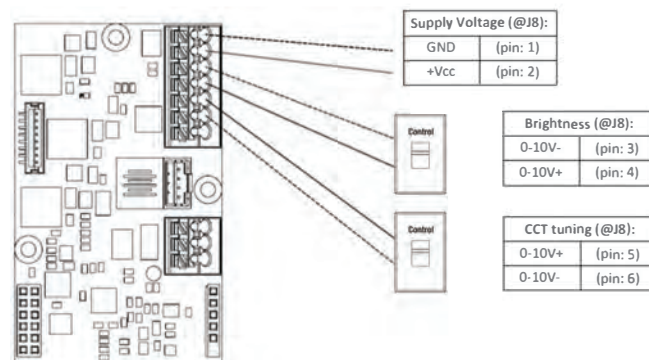 Supply Voltage (@J8):
GND (pin: 1)
+Vcc (pin: 2)
Control
Brightness (@J8):
0-10V- (pin: 3)
0-10V+ (pin: 4)
Control
CCT tuning (@J8):
0-10V+ (pin: 5)
0-10V- (pin: 6)